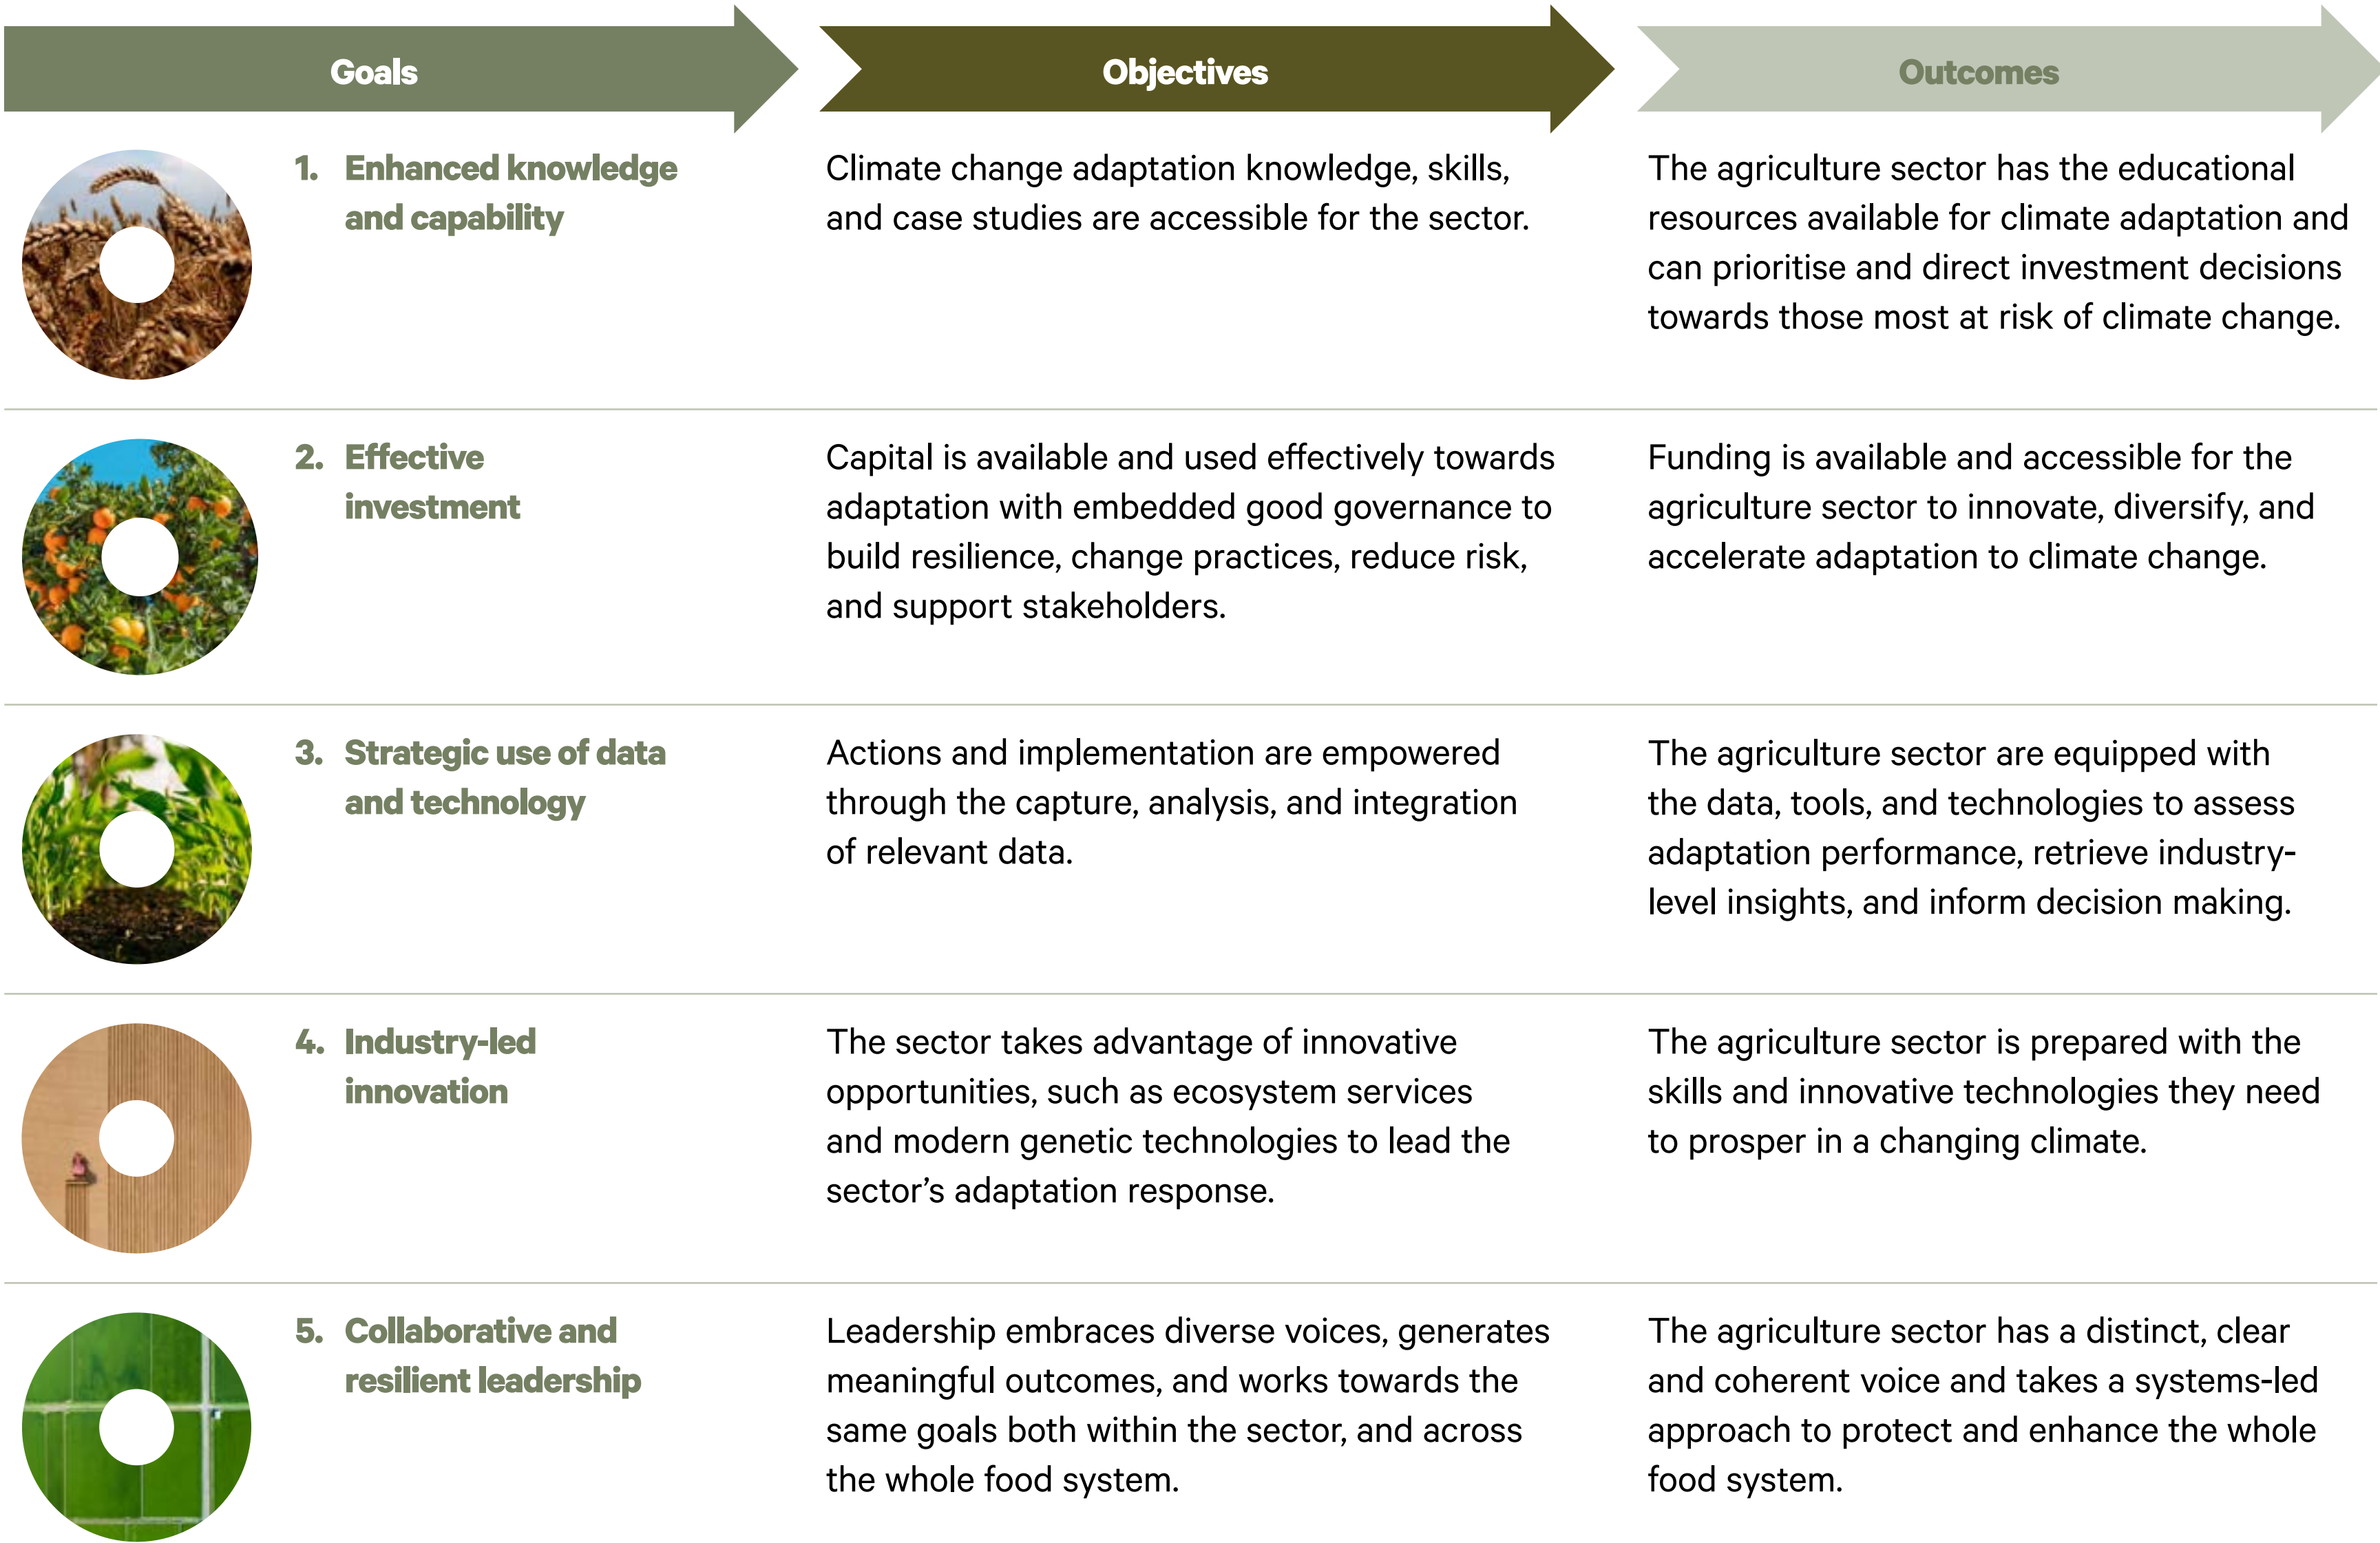 Goals
Objectives
Outcomes
1. Enhanced knowledge
and capability
Climate change adaptation knowledge, skills,
and case studies are accessible for the sector.
The agriculture sector has the educational
resources available for climate adaptation and
can prioritise and direct investment decisions
towards those most at risk of climate change.
2. Effective
investment
Capital is available and used effectively towards
adaptation with embedded good governance to
build resilience, change practices, reduce risk,
and support stakeholders.
Funding is available and accessible for the
agriculture sector to innovate, diversify, and
accelerate adaptation to climate change.
3. Strategic use of data
and technology
Actions and implementation are empowered
through the capture, analysis, and integration
of relevant data.
The agriculture sector are equipped with
the data, tools, and technologies to assess
adaptation performance, retrieve industry-
level insights, and inform decision making.
4. Industry-led
innovation
The sector takes advantage of innovative
opportunities, such as ecosystem services
and modern genetic technologies to lead the
sector’s adaptation response.
The agriculture sector is prepared with the
skills and innovative technologies they need
to prosper in a changing climate.
5. Collaborative and
resilient leadership
Leadership embraces diverse voices, generates
meaningful outcomes, and works towards the
same goals both within the sector, and across
the whole food system.
The agriculture sector has a distinct, clear
and coherent voice and takes a systems-led
approach to protect and enhance the whole
food system.